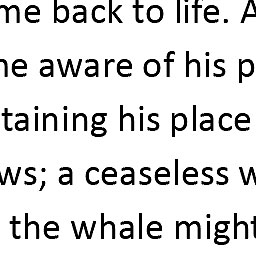 me back to life. A
ne aware of his p
taining his place
ws; a ceaseless w
the whale might